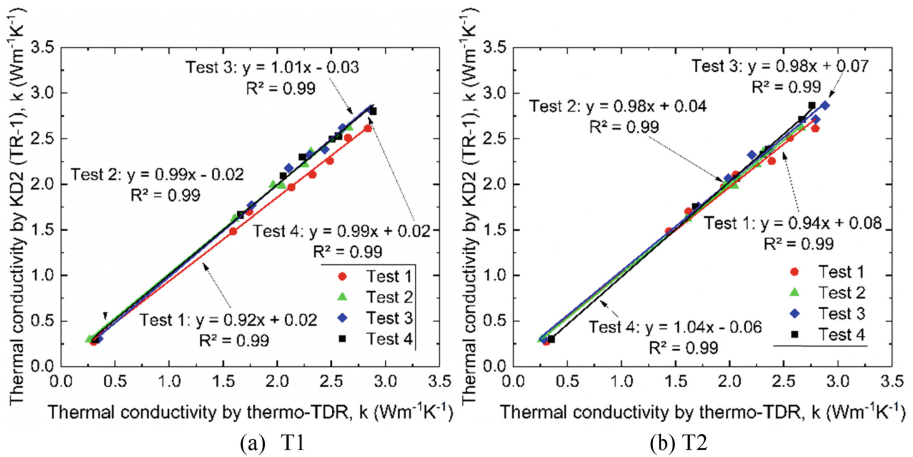 Thermal conductivity by KD2 (TR-1), k (Wm⁻¹K⁻¹)
3.5
3.0
2.5
2.0
1.5
1.0
0.5
0.0
Test 3: y = 1.01x - 0.03
R² = 0.99
Test 2: y = 0.99x - 0.02
R² = 0.99
Test 4: y = 0.99x + 0.02
R² = 0.99
Test 1: y = 0.92x + 0.02
R² = 0.99
Test 1
Test 2
Test 3
Test 4
0.0 0.5 1.0 1.5 2.0 2.5 3.0 3.5
Thermal conductivity by thermo-TDR, k (Wm⁻¹K⁻¹)
(a) T1
Thermal conductivity by KD2 (TR-1), k (Wm⁻¹K⁻¹)
3.5
3.0
2.5
2.0
1.5
1.0
0.5
0.0
Test 3: y = 0.98x + 0.07
R² = 0.99
Test 2: y = 0.98x + 0.04
R² = 0.99
Test 1: y = 0.94x + 0.08
R² = 0.99
Test 4: y = 1.04x - 0.06
R² = 0.99
Test 1
Test 2
Test 3
Test 4
0.0 0.5 1.0 1.5 2.0 2.5 3.0 3.5
Thermal conductivity by thermo-TDR, k (Wm⁻¹K⁻¹)
(b) T2